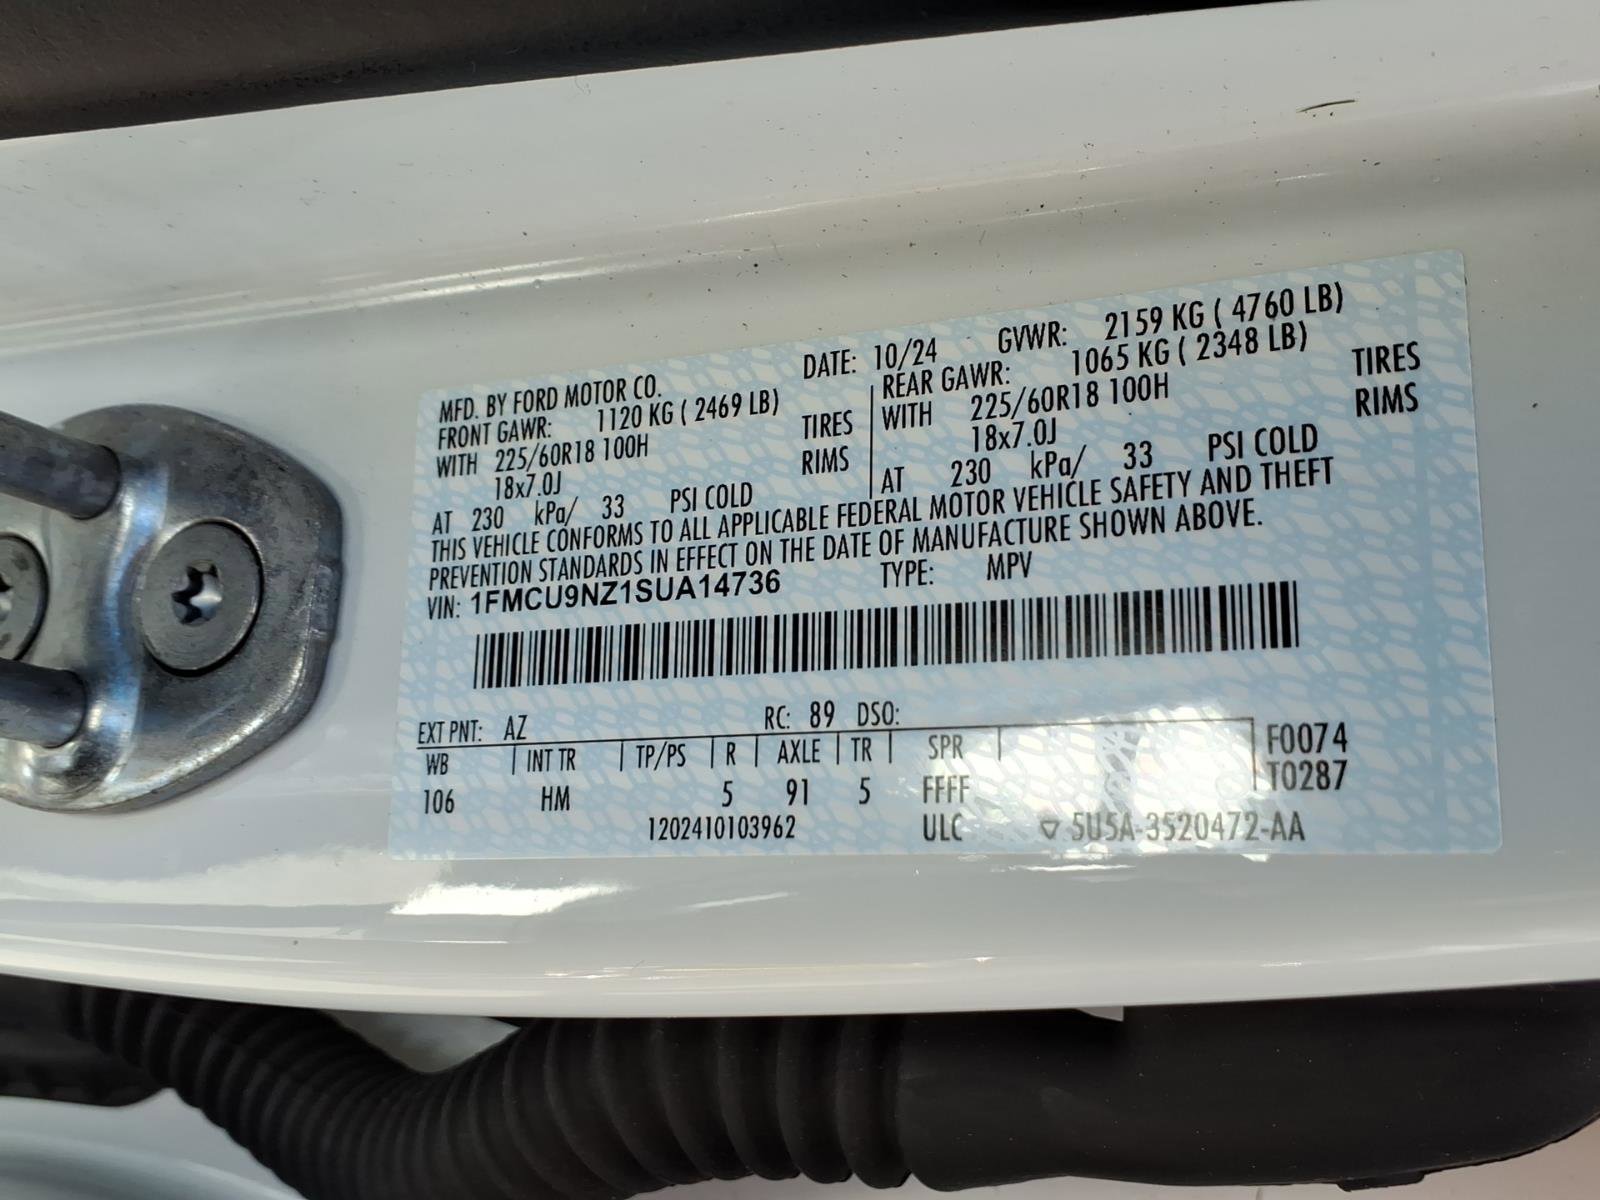 MFD. BY FORD MOTOR CO. DATE: 10/24 GVWR: 2159 KG ( 4760 LB)
FRONT GAWR: 1120 KG ( 2469 LB) REAR GAWR: 1065 KG ( 2348 LB)
WITH 225/60R18 100H TIRES WITH 225/60R18 100H TIRES
18x7.0J RIMS 18x7.0J RIMS
AT 230 kPa/ 33 PSI COLD AT 230 kPa/ 33 PSI COLD
THIS VEHICLE CONFORMS TO ALL APPLICABLE FEDERAL MOTOR VEHICLE SAFETY AND THEFT
PREVENTION STANDARDS IN EFFECT ON THE DATE OF MANUFACTURE SHOWN ABOVE.
VIN: 1FMCU9NZ1SUA14736 TYPE: MPV
EXT PNT: AZ RC: 89 DSO:
WB INT TR TP/PS R AXLE TR SPR F0074
106 HM 5 91 5 FFFF T0287
1202410103962 ULC 5U5A-3520472-AA